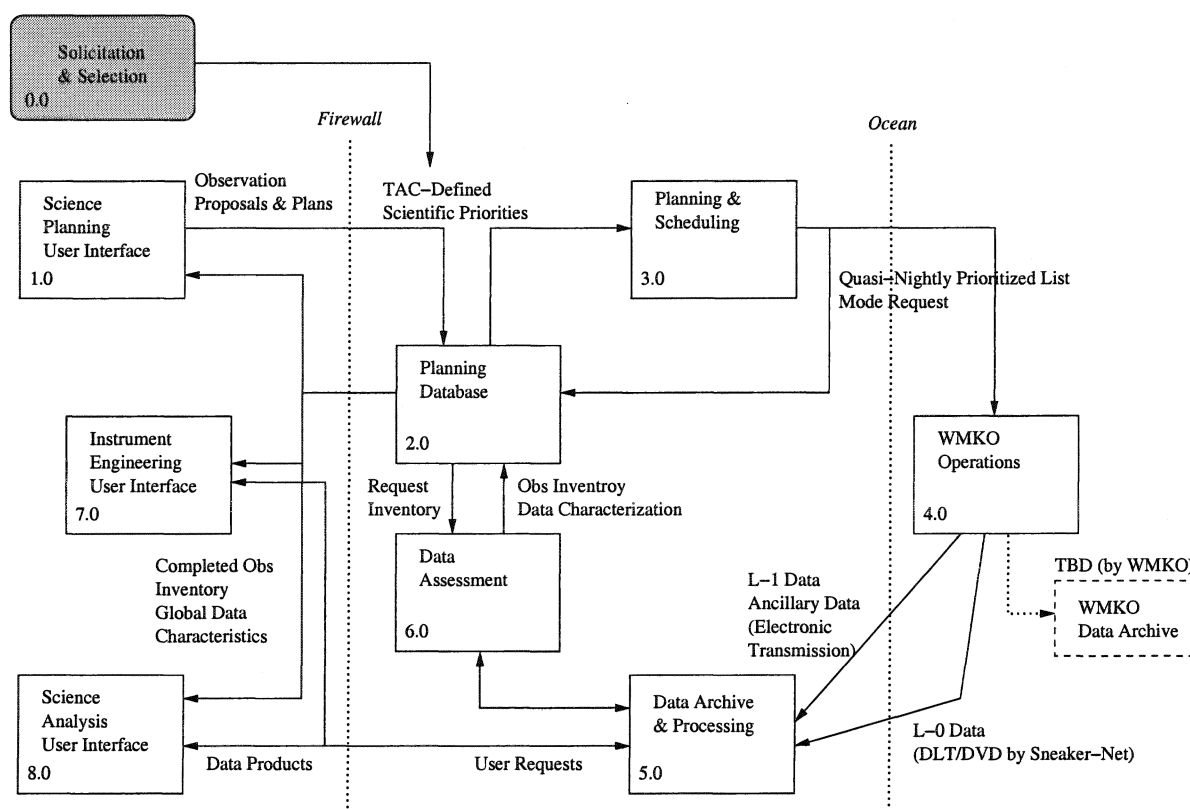 Solicitation
& Selection
0.0
Firewall
Ocean
Observation
Proposals & Plans
TAC–Defined
Scientific Priorities
Science
Planning
User Interface
1.0
Planning &
Scheduling
3.0
Quasi–Nightly Prioritized List
Mode Request
Planning
Database
2.0
Instrument
Engineering
User Interface
7.0
WMKO
Operations
4.0
Request
Inventory
Obs Inventroy
Data Characterization
Data
Assessment
6.0
Completed Obs
Inventory
Global Data
Characteristics
L–1 Data
Ancillary Data
(Electronic
Transmission)
TBD (by WMKO)
WMKO
Data Archive
Science
Analysis
User Interface
8.0
Data Archive
& Processing
5.0
Data Products
User Requests
L–0 Data
(DLT/DVD by Sneaker–Net)